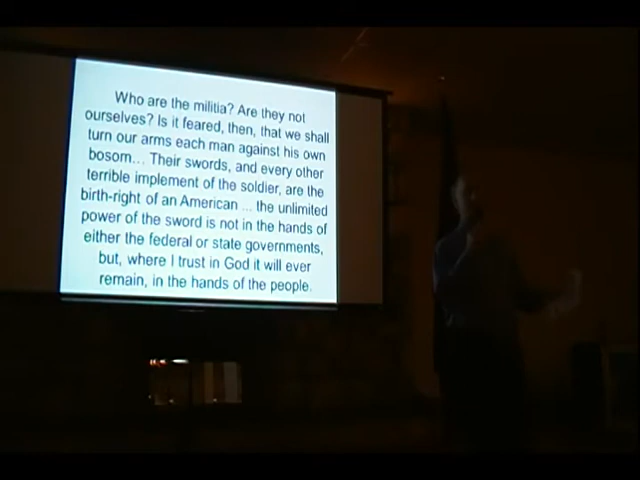 Who are the militia? Are they not
ourselves? Is it feared, then, that we shall
turn our arms each man against his own
bosom... Their swords, and every other
terrible implement of the soldier, are the
birth-right of an American ... the unlimited
power of the sword is not in the hands of
either the federal or state governments,
but, where I trust in God it will ever
remain, in the hands of the people.